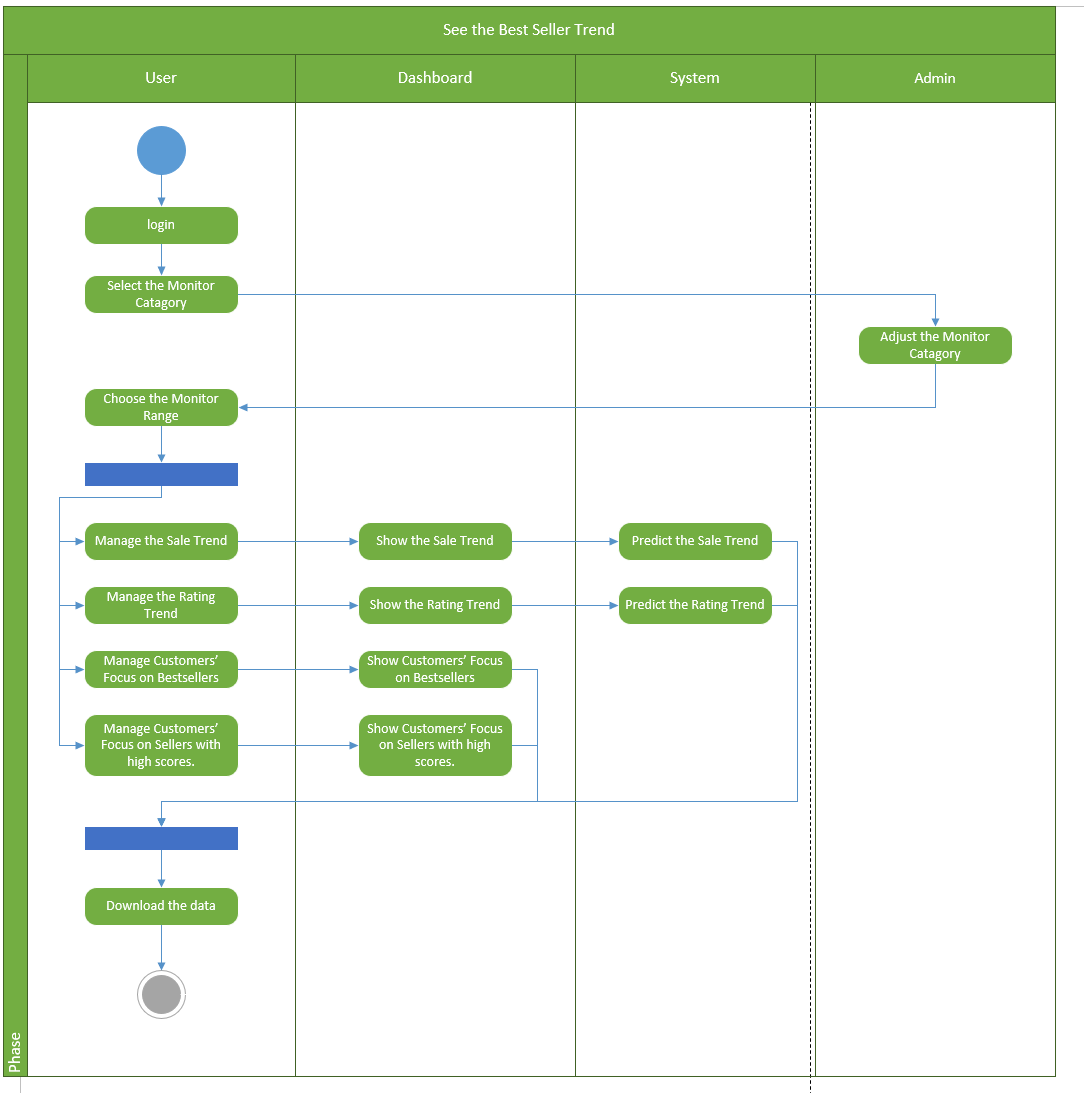 See the Best Seller Trend
User
Dashboard
System
Admin
login
Select the Monitor
Catagory
Adjust the Monitor
Catagory
Choose the Monitor
Range
Manage the Sale Trend
Show the Sale Trend
Predict the Sale Trend
Manage the Rating
Trend
Show the Rating Trend
Predict the Rating Trend
Manage Customers’
Focus on Bestsellers
Show Customers’ Focus
on Bestsellers
Manage Customers’
Focus on Sellers with
high scores.
Show Customers’ Focus
on Sellers with high
scores.
Download the data
Phase